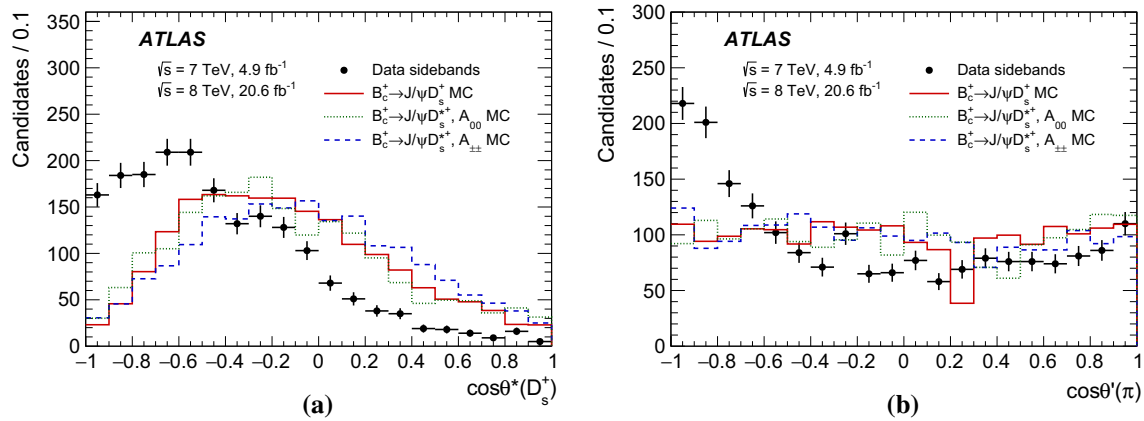 Candidates / 0.1
350
300
250
200
150
100
50
0
ATLAS
√s = 7 TeV, 4.9 fb⁻¹
√s = 8 TeV, 20.6 fb⁻¹
Data sidebands
B_c⁺→J/ψD_s⁺ MC
B_c⁺→J/ψD_s*⁺, A₀₀ MC
B_c⁺→J/ψD_s*⁺, A_±± MC
−1 −0.8 −0.6 −0.4 −0.2 0 0.2 0.4 0.6 0.8 1
cosθ*(D_s⁺)
(a)
Candidates / 0.1
300
250
200
150
100
50
0
ATLAS
√s = 7 TeV, 4.9 fb⁻¹
√s = 8 TeV, 20.6 fb⁻¹
Data sidebands
B_c⁺→J/ψD_s⁺ MC
B_c⁺→J/ψD_s*⁺, A₀₀ MC
B_c⁺→J/ψD_s*⁺, A_±± MC
−1 −0.8 −0.6 −0.4 −0.2 0 0.2 0.4 0.6 0.8 1
cosθ'(π)
(b)